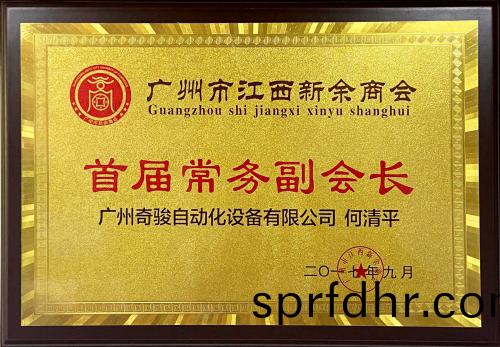 广州市江西新余商会
Guangzhou shi jiangxi xinyu shanghui
首届常务副会长
广州奇骏自动化设备有限公司 何清平
二〇一七年九月
sprfdhr.com